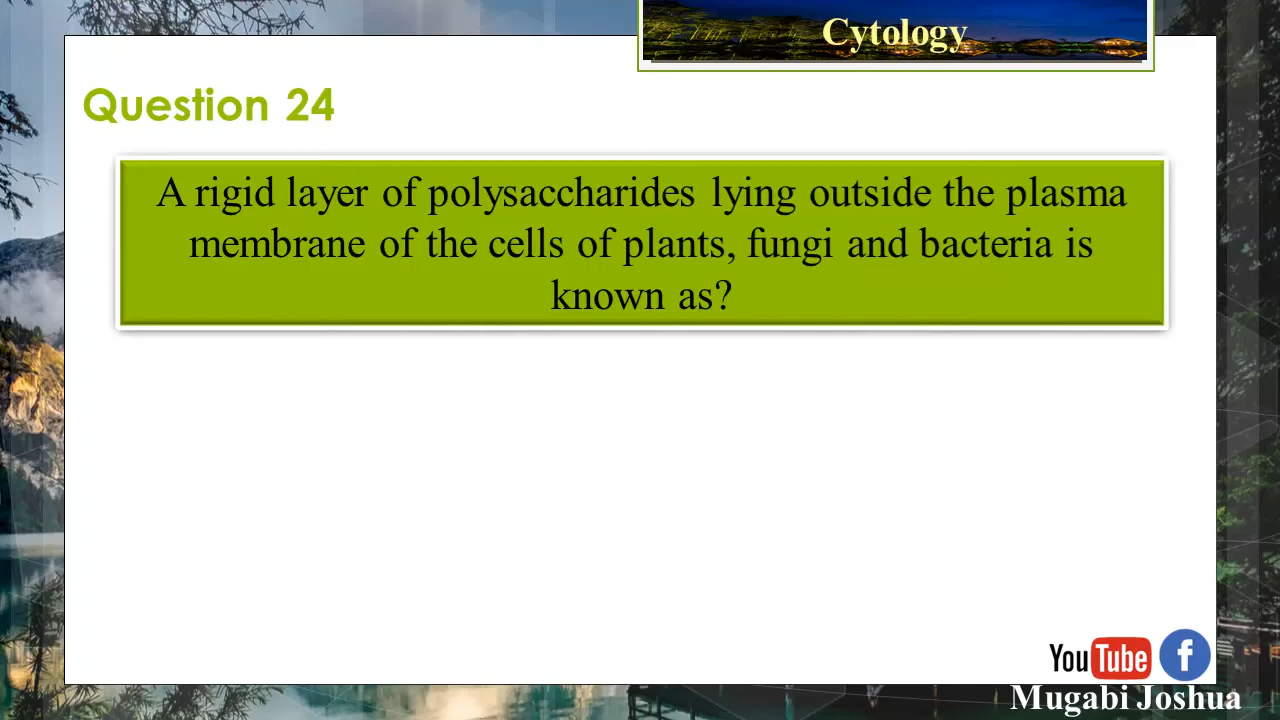 Cytology
Question 24
A rigid layer of polysaccharides lying outside the plasma
membrane of the cells of plants, fungi and bacteria is
known as?
YouTube f
Mugabi Joshua